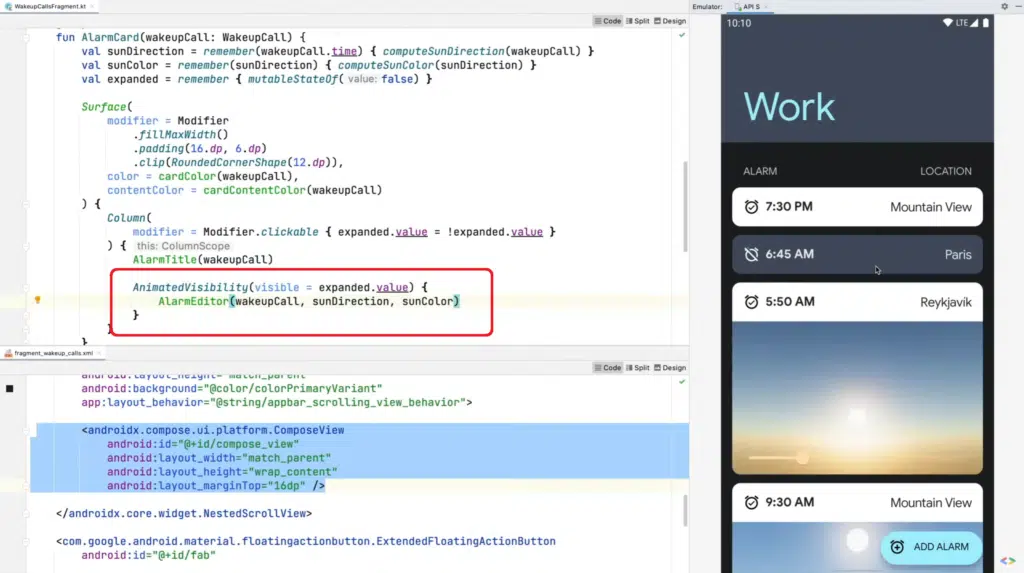 WakeupCallsFragment.kt
Emulator: API S
Code Split Design
fun AlarmCard(wakeupCall: WakeupCall) {
val sunDirection = remember(wakeupCall.time) { computeSunDirection(wakeupCall) }
val sunColor = remember(sunDirection) { computeSunColor(sunDirection) }
val expanded = remember { mutableStateOf( value: false) }
Surface(
modifier = Modifier
.fillMaxWidth()
.padding(16.dp, 6.dp)
.clip(RoundedCornerShape(12.dp)),
color = cardColor(wakeupCall),
contentColor = cardContentColor(wakeupCall)
) {
Column(
modifier = Modifier.clickable { expanded.value = !expanded.value }
) { this: ColumnScope
AlarmTitle(wakeupCall)
AnimatedVisibility(visible = expanded.value) {
AlarmEditor(wakeupCall, sunDirection, sunColor)
}
}
}
fragment_wakeup_calls.xml
Code Split Design
android:layout_height="match_parent"
android:background="@color/colorPrimaryVariant"
app:layout_behavior="@string/appbar_scrolling_view_behavior">
<androidx.compose.ui.platform.ComposeView
android:id="@+id/compose_view"
android:layout_width="match_parent"
android:layout_height="wrap_content"
android:layout_marginTop="16dp" />
</androidx.core.widget.NestedScrollView>
<com.google.android.material.floatingactionbutton.ExtendedFloatingActionButton
android:id="@+id/fab"
10:10 LTE
Work
ALARM LOCATION
7:30 PM Mountain View
6:45 AM Paris
5:50 AM Reykjavík
9:30 AM Mountain View
ADD ALARM